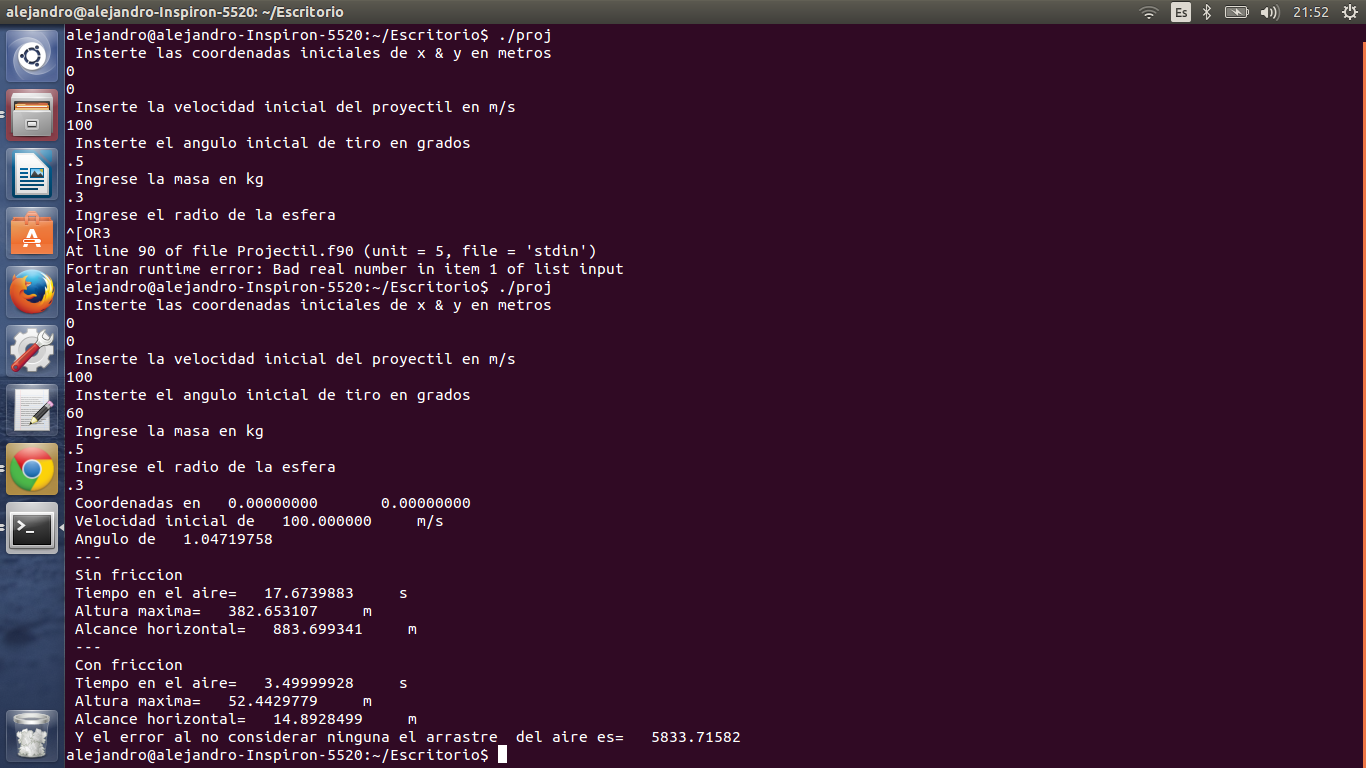 alejandro@alejandro-Inspiron-5520: ~/Escritorio
Es
21:52
alejandro@alejandro-Inspiron-5520:~/Escritorio$ ./proj
Insterte las coordenadas iniciales de x & y en metros
0
0
Inserte la velocidad inicial del proyectil en m/s
100
Insterte el angulo inicial de tiro en grados
.5
Ingrese la masa en kg
.3
Ingrese el radio de la esfera
^[OR3
At line 90 of file Projectil.f90 (unit = 5, file = 'stdin')
Fortran runtime error: Bad real number in item 1 of list input
alejandro@alejandro-Inspiron-5520:~/Escritorio$ ./proj
Insterte las coordenadas iniciales de x & y en metros
0
0
Inserte la velocidad inicial del proyectil en m/s
100
Insterte el angulo inicial de tiro en grados
60
Ingrese la masa en kg
.5
Ingrese el radio de la esfera
.3
Coordenadas en   0.00000000       0.00000000
Velocidad inicial de   100.000000     m/s
Angulo de   1.04719758
---
Sin friccion
Tiempo en el aire=   17.6739883     s
Altura maxima=   382.653107     m
Alcance horizontal=   883.699341     m
---
Con friccion
Tiempo en el aire=   3.49999928     s
Altura maxima=   52.4429779     m
Alcance horizontal=   14.8928499     m
Y el error al no considerar ninguna el arrastre  del aire es=   5833.71582
alejandro@alejandro-Inspiron-5520:~/Escritorio$